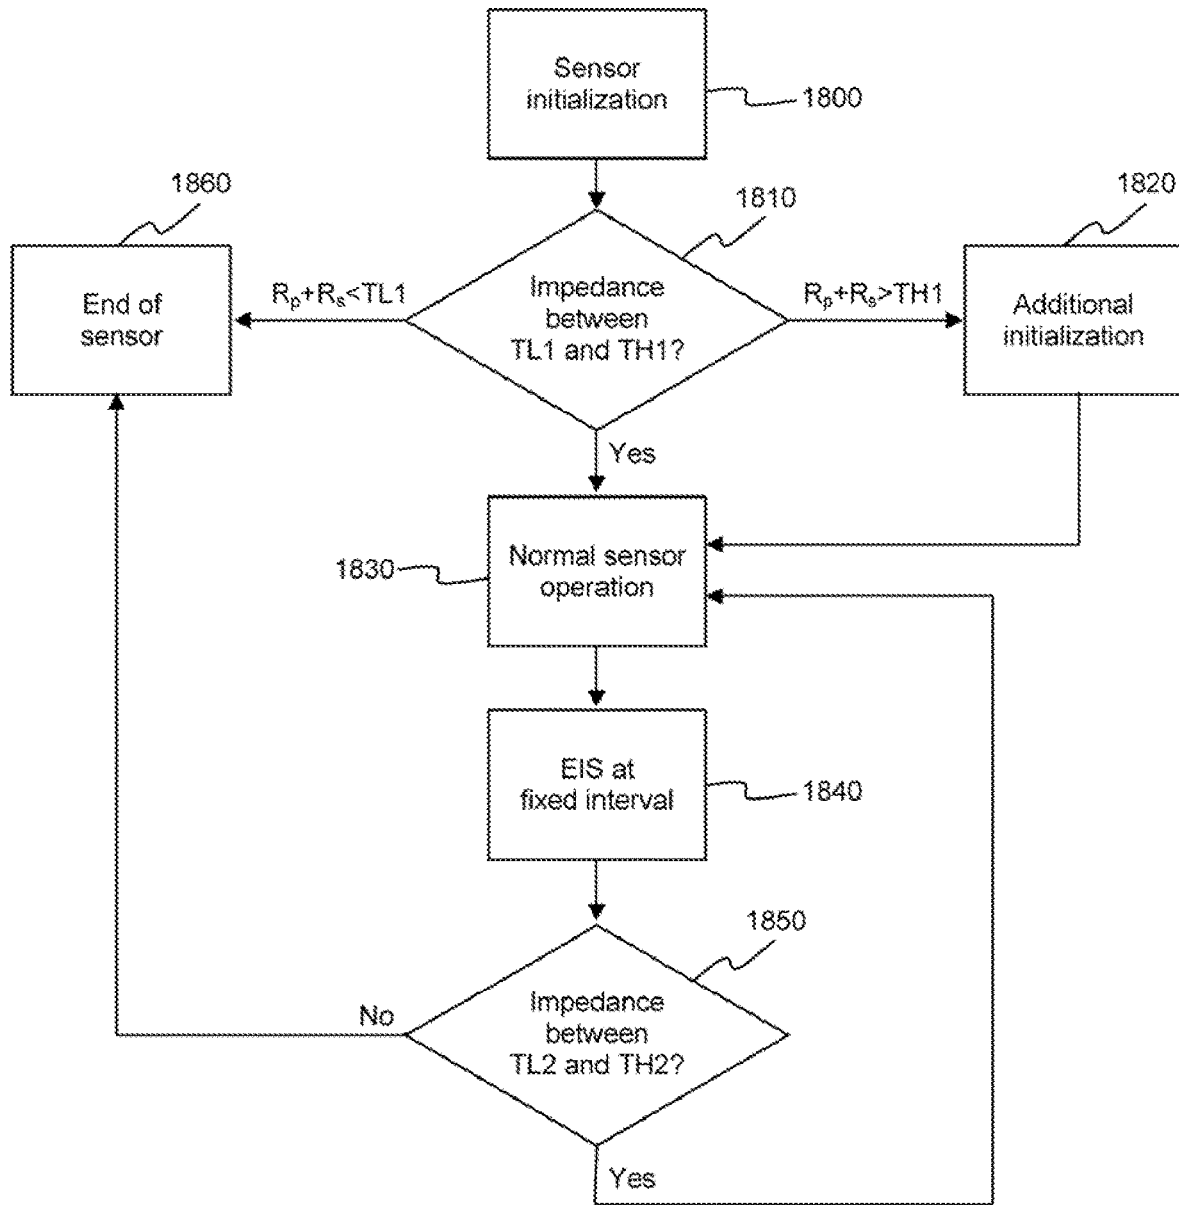 Sensor
initialization
1800
1860
1810
1820
End of
sensor
Rp+Rs<TL1
Impedance
between
TL1 and TH1?
Rp+Rs>TH1
Additional
initialization
Yes
Normal sensor
operation
1830
EIS at
fixed interval
1840
1850
Impedance
between
TL2 and TH2?
No
Yes